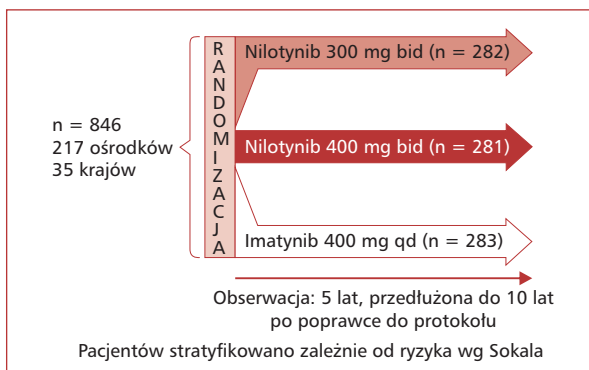 n = 846
217 ośrodków
35 krajów
RANDOMIZACJA
Nilotynib 300 mg bid (n = 282)
Nilotynib 400 mg bid (n = 281)
Imatynib 400 mg qd (n = 283)
Obserwacja: 5 lat, przedłużona do 10 lat
po poprawce do protokołu
Pacjentów stratyfikowano zależnie od ryzyka wg Sokala